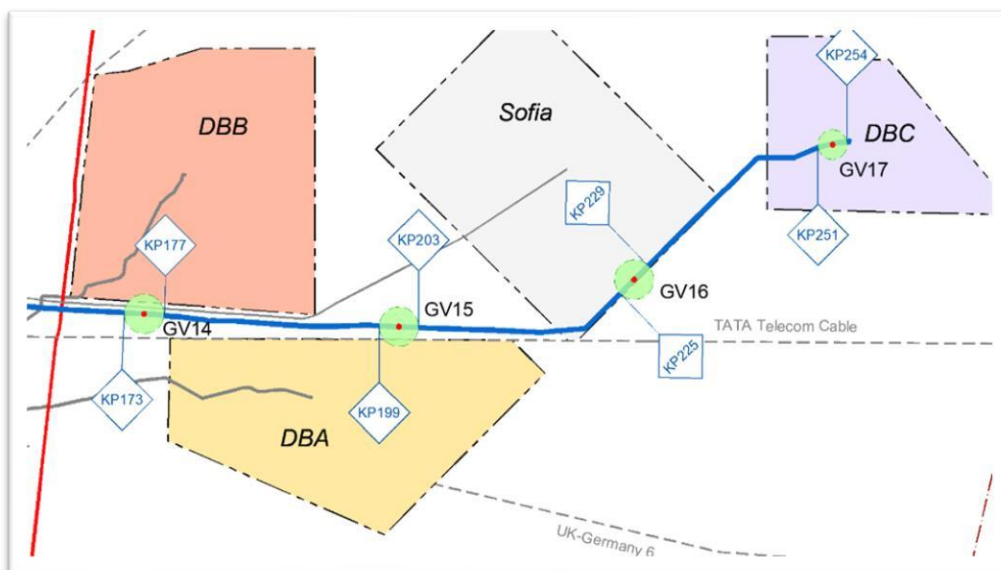 KP254
DBB
Sofia
DBC
GV17
KP229
KP177
KP203
KP251
GV15
GV16
GV14
TATA Telecom Cable
KP225
KP173
KP199
DBA
UK-Germany 6